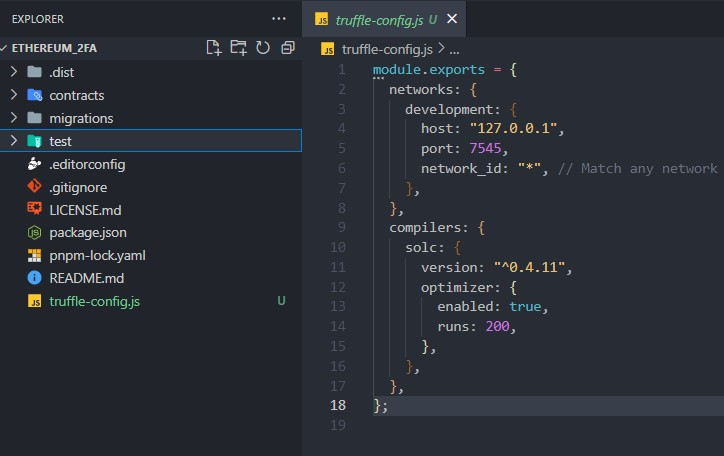 EXPLORER
ETHEREUM_2FA
.dist
contracts
migrations
test
.editorconfig
.gitignore
LICENSE.md
package.json
pnpm-lock.yaml
README.md
JS truffle-config.js U
JS truffle-config.js U
JS truffle-config.js > ...
1 module.exports = {
2 networks: {
3 development: {
4 host: "127.0.0.1",
5 port: 7545,
6 network_id: "*", // Match any network
7 },
8 },
9 compilers: {
10 solc: {
11 version: "^0.4.11",
12 optimizer: {
13 enabled: true,
14 runs: 200,
15 },
16 },
17 },
18 };
19